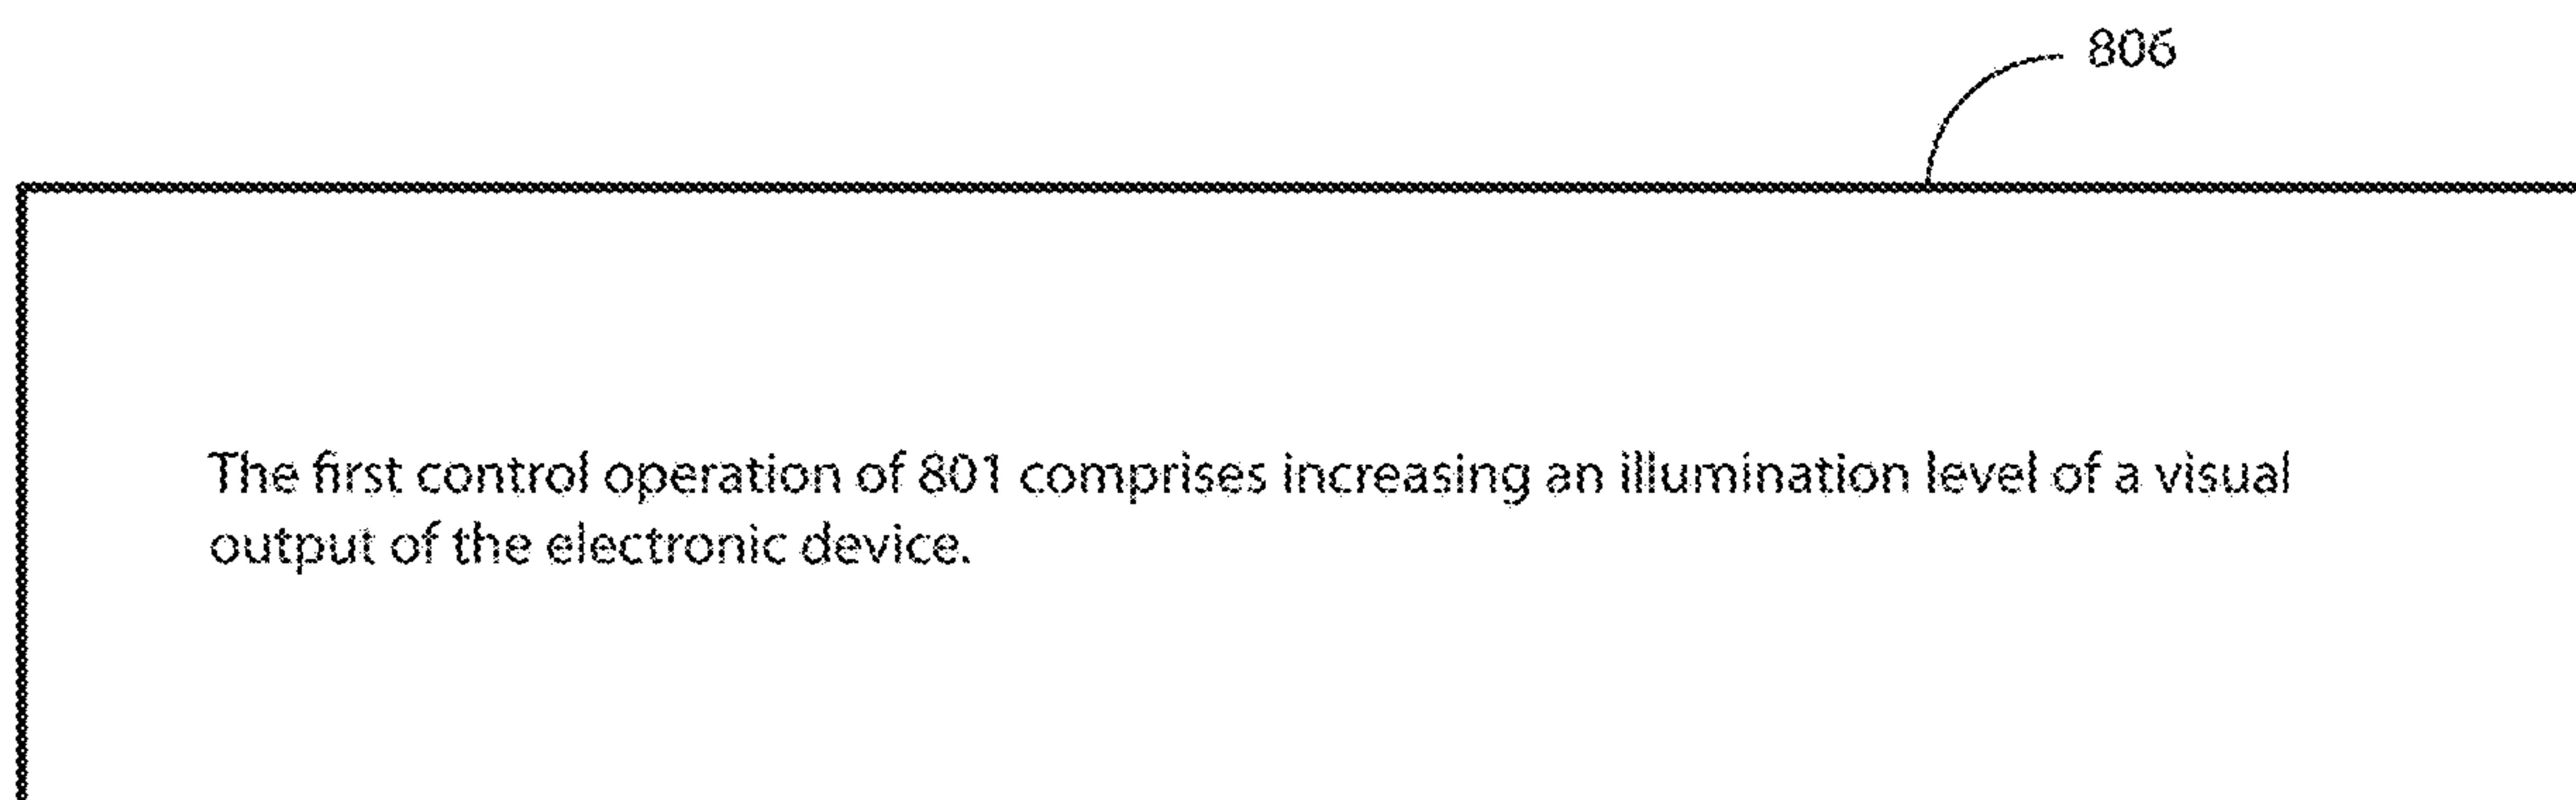 806
The first control operation of 801 comprises increasing an illumination level of a visual
output of the electronic device.